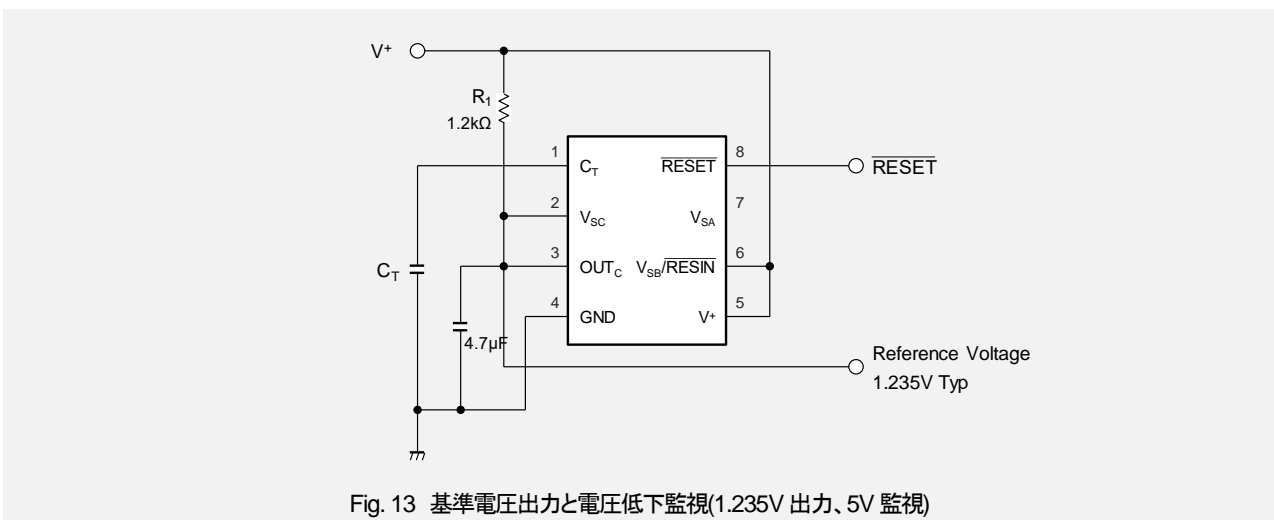 V+
R1
1.2kΩ
1
CT
RESET
8
RESET
2
VSC
VSA
7
CT
3
OUTC
VSB/RESIN
6
4
GND
V+
5
4.7μF
Reference Voltage
1.235V Typ
Fig. 13 基準電圧出力と電圧低下監視(1.235V 出力、5V 監視)